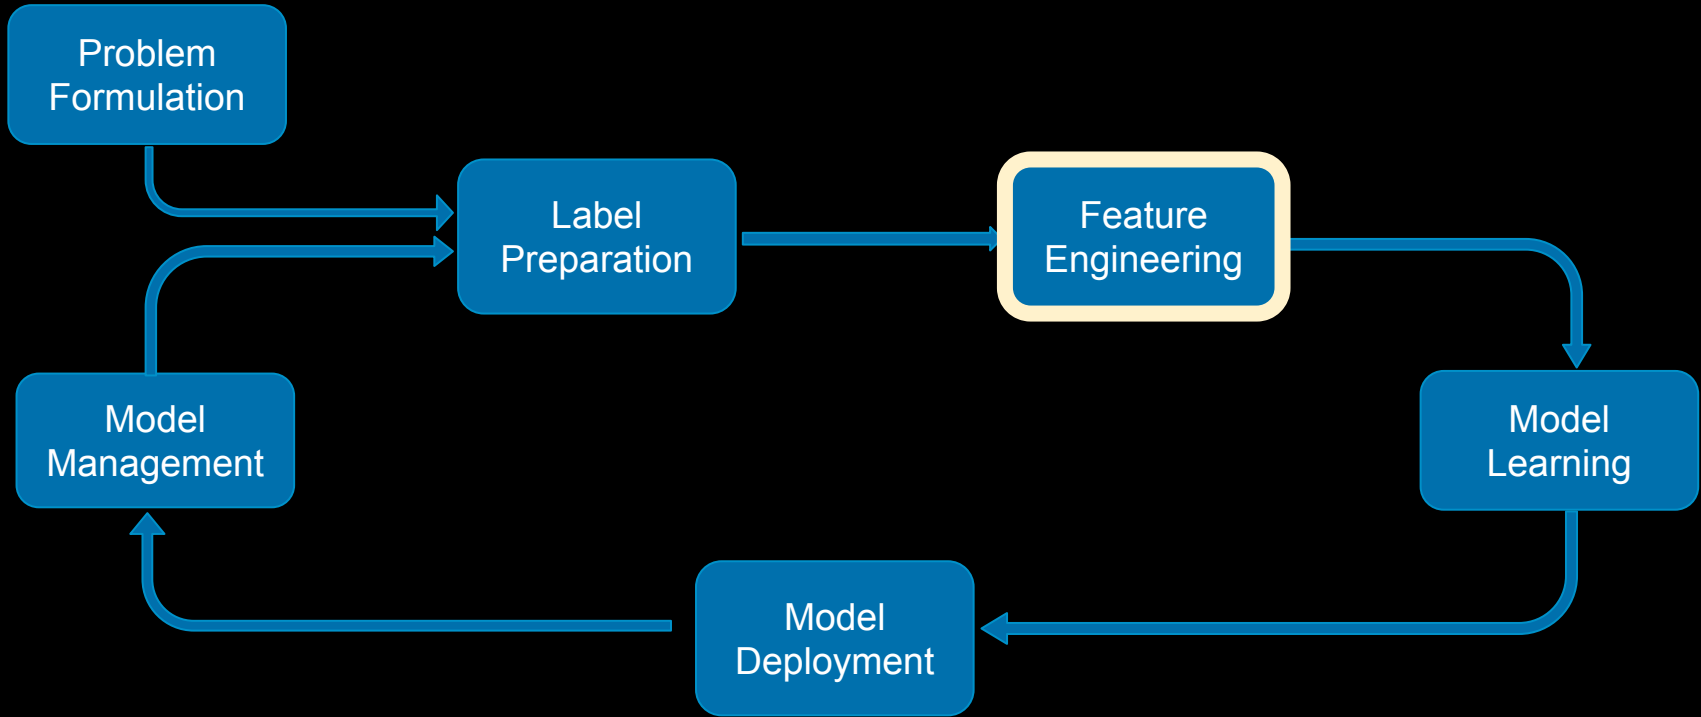 Problem
Formulation
Label
Preparation
Feature
Engineering
Model
Learning
Model
Deployment
Model
Management